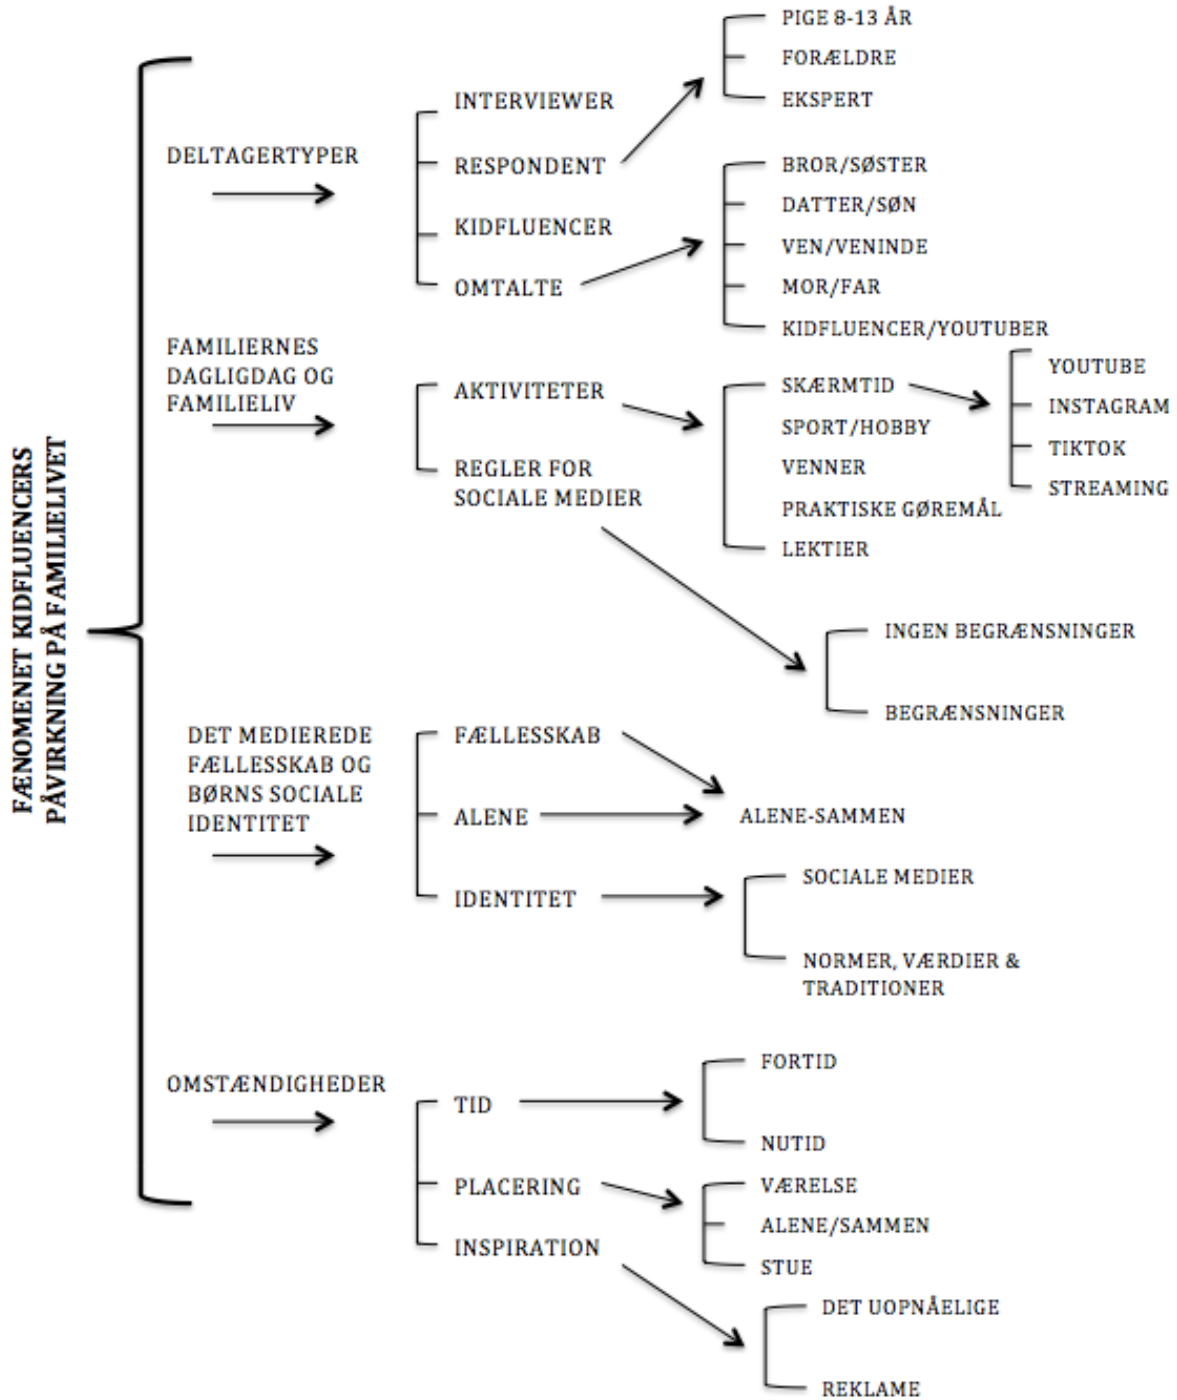 FÆNOMENET KIDFLUENCERS
PÅVIRKNING PÅ FAMILIELIVET
DELTAGERTYPER
INTERVIEWER
RESPONDENT
KIDFLUENCER
OMTALTE
PIGE 8-13 ÅR
FORÆLDRE
EKSPERT
BROR/SØSTER
DATTER/SØN
VEN/VENINDE
MOR/FAR
KIDFLUENCER/YOUTUBER
FAMILIERNES
DAGLIGDAG OG
FAMILIELIV
AKTIVITETER
REGLER FOR
SOCIALE MEDIER
SKÆRMTID
SPORT/HOBBY
VENNER
PRAKTISKE GØREMÅL
LEKTIER
YOUTUBE
INSTAGRAM
TIKTOK
STREAMING
INGEN BEGRÆNSNINGER
BEGRÆNSNINGER
DET MEDIEREDE
FÆLLESSKAB OG
BØRNS SOCIALE
IDENTITET
FÆLLESSKAB
ALENE
IDENTITET
ALENE-SAMMEN
SOCIALE MEDIER
NORMER, VÆRDIER &
TRADITIONER
OMSTÆNDIGHEDER
TID
PLACERING
INSPIRATION
FORTID
NUTID
VÆRELSE
ALENE/SAMMEN
STUE
DET UOPNÅELIGE
REKLAME